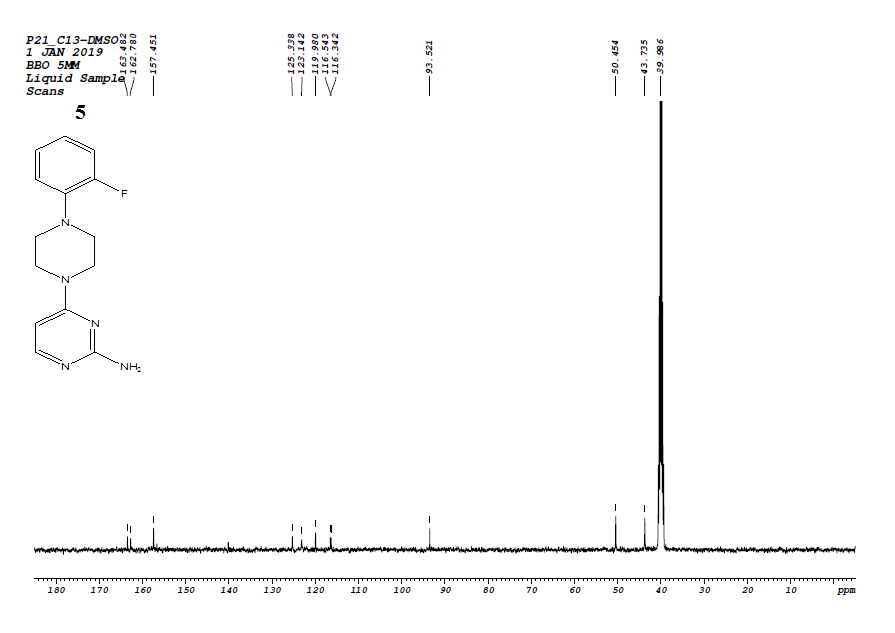 P21_C13-DMSO
1 JAN 2019
BBO 5MM
Liquid Sample
Scans
163.482
162.780
157.451
125.338
123.142
119.980
116.543
116.342
93.521
50.454
43.735
39.986
5
F
N
N
N
N
NH2
180 170 160 150 140 130 120 110 100 90 80 70 60 50 40 30 20 10 ppm